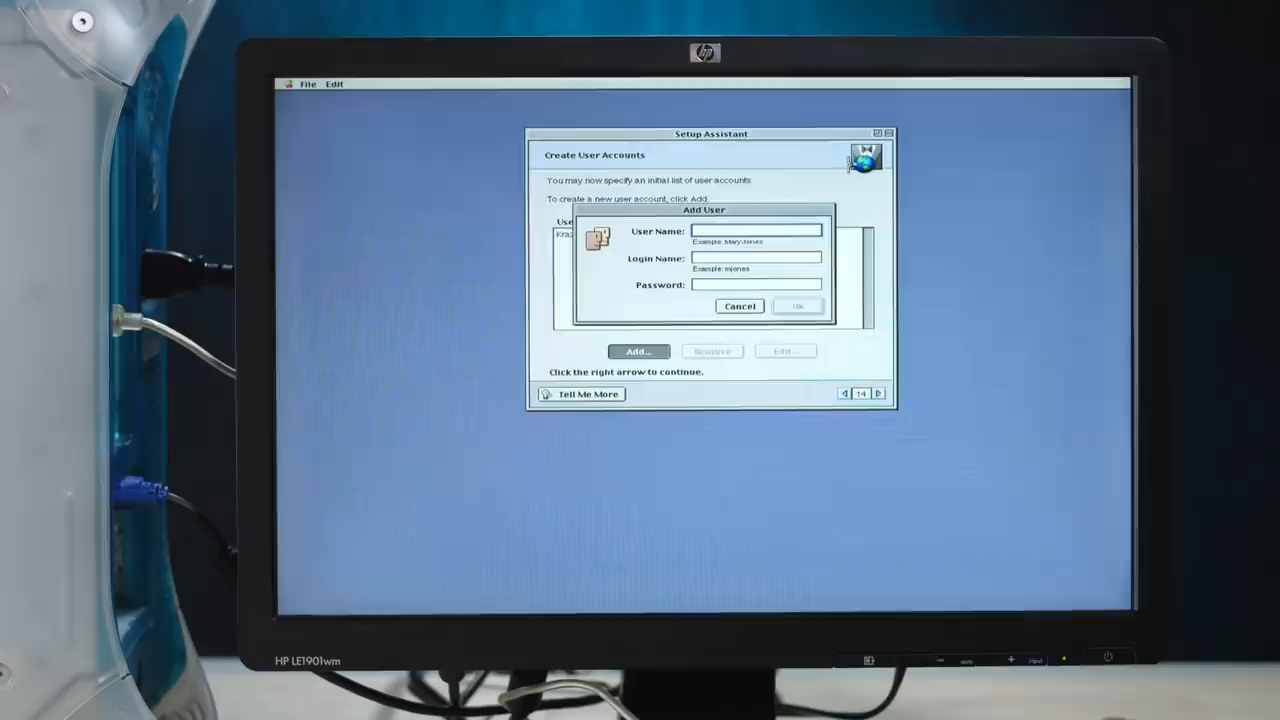 hp
File Edit
Setup Assistant
Create User Accounts
You may now specify an initial list of user accounts.
To create a new user account, click Add.
Add User
User Name:
Example: Mary Jones
Login Name:
Example: mjones
Password:
Cancel
Add... Remove Edit...
Click the right arrow to continue.
Tell Me More
14
HP LE1901wm
input